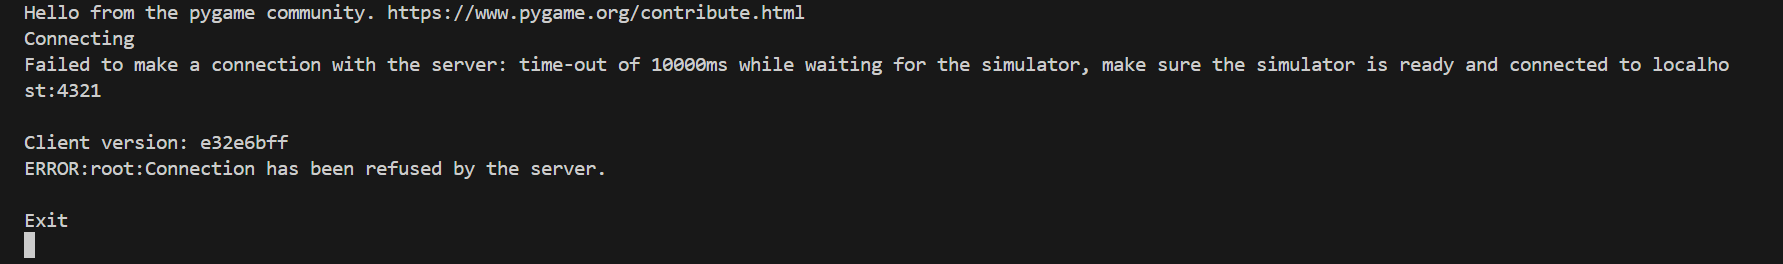 Hello from the pygame community. https://www.pygame.org/contribute.html
Connecting
Failed to make a connection with the server: time-out of 10000ms while waiting for the simulator, make sure the simulator is ready and connected to localho
st:4321
Client version: e32e6bff
ERROR:root:Connection has been refused by the server.
Exit